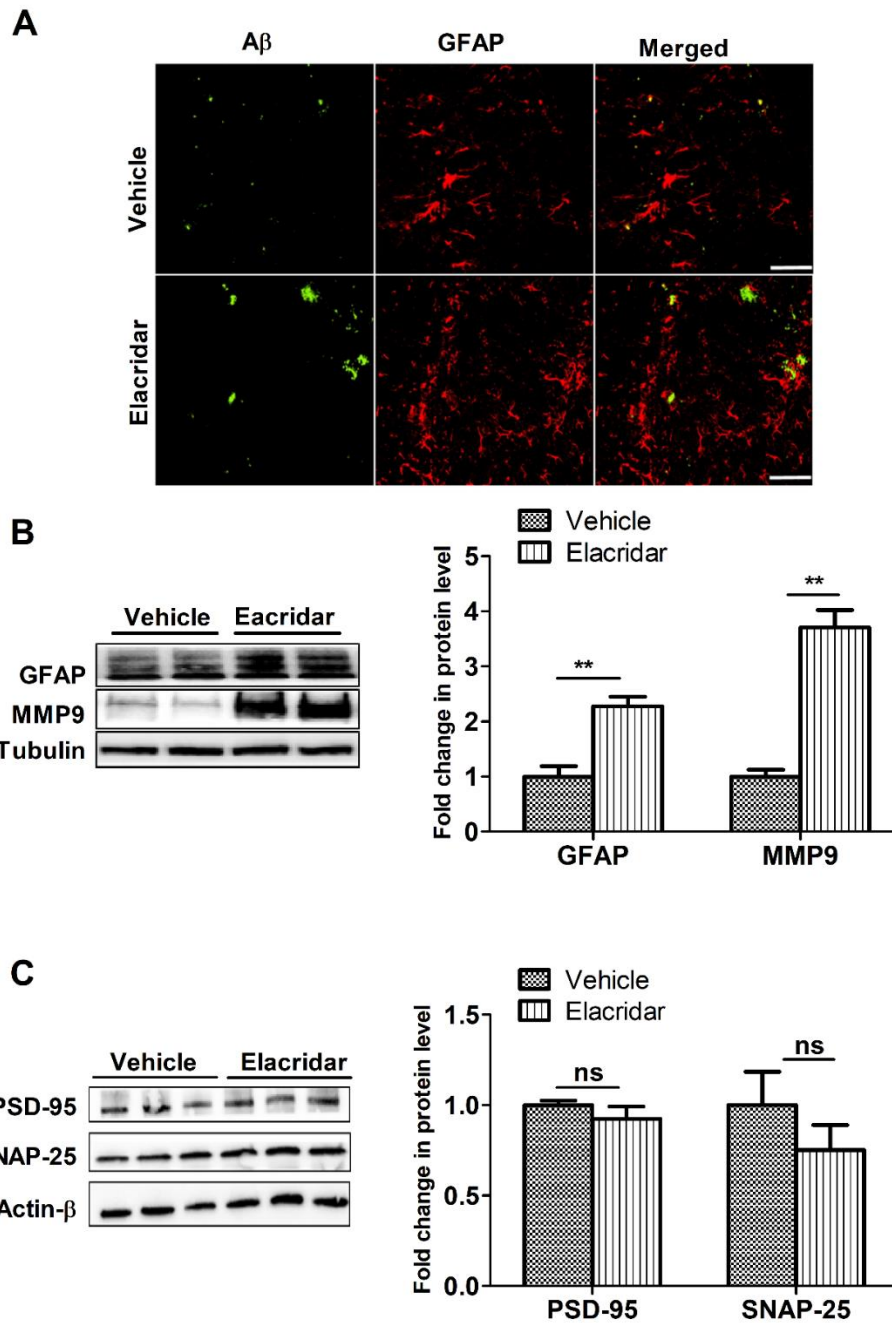 A
Aβ GFAP Merged
Vehicle
Elacridar
B
Vehicle Eacridar
GFAP
MMP9
Tubulin
Vehicle
Elacridar
Fold change in protein level
5
4
3
2
1
0
**
**
GFAP MMP9
C
Vehicle Elacridar
PSD-95
NAP-25
Actin-β
Vehicle
Elacridar
Fold change in protein level
1.5
1.0
0.5
0.0
ns
ns
PSD-95 SNAP-25